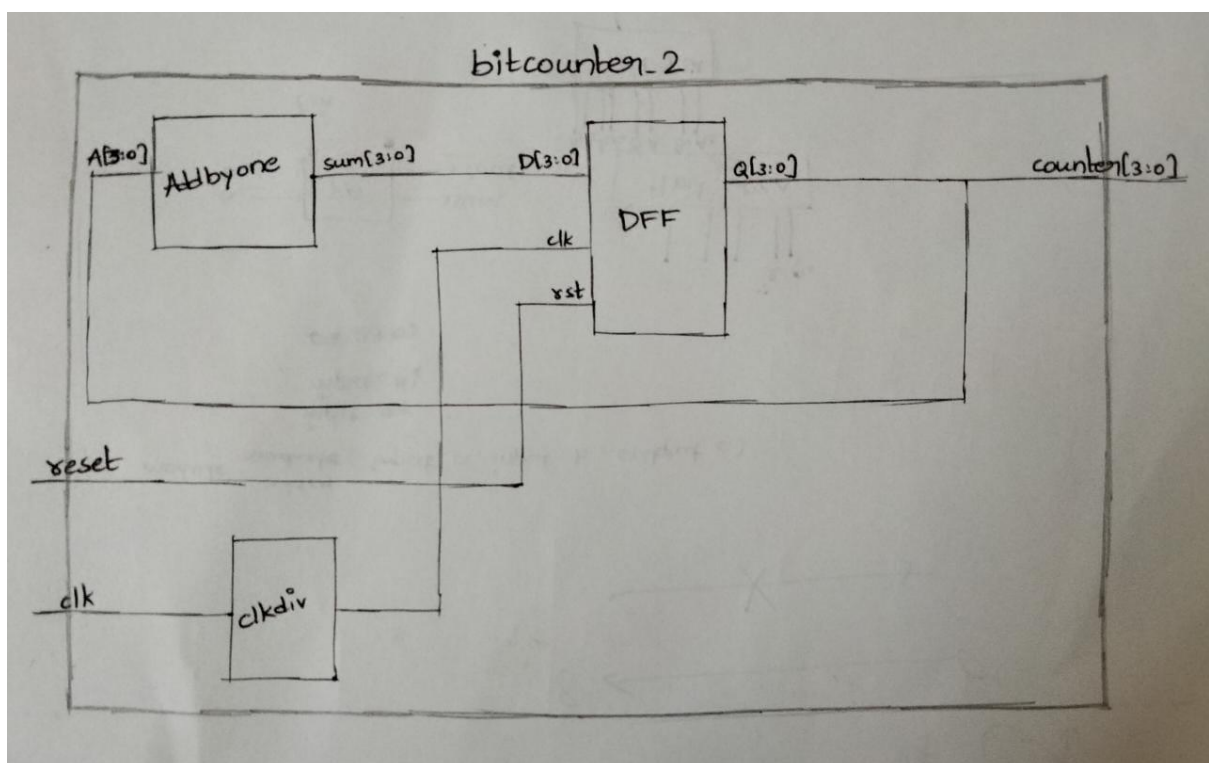 bitcounter_2
A[3:0]
Addbyone
sum[3:0]
D[3:0]
Q[3:0]
counter[3:0]
DFF
clk
rst
reset
clk
clkdiv